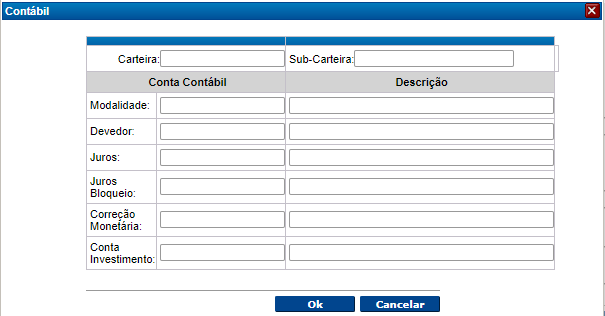 Contábil
Carteira: Sub-Carteira:
Conta Contábil Descrição
Modalidade:
Devedor:
Juros:
Juros
Bloqueio:
Correção
Monetária:
Conta
Investimento:
Ok Cancelar